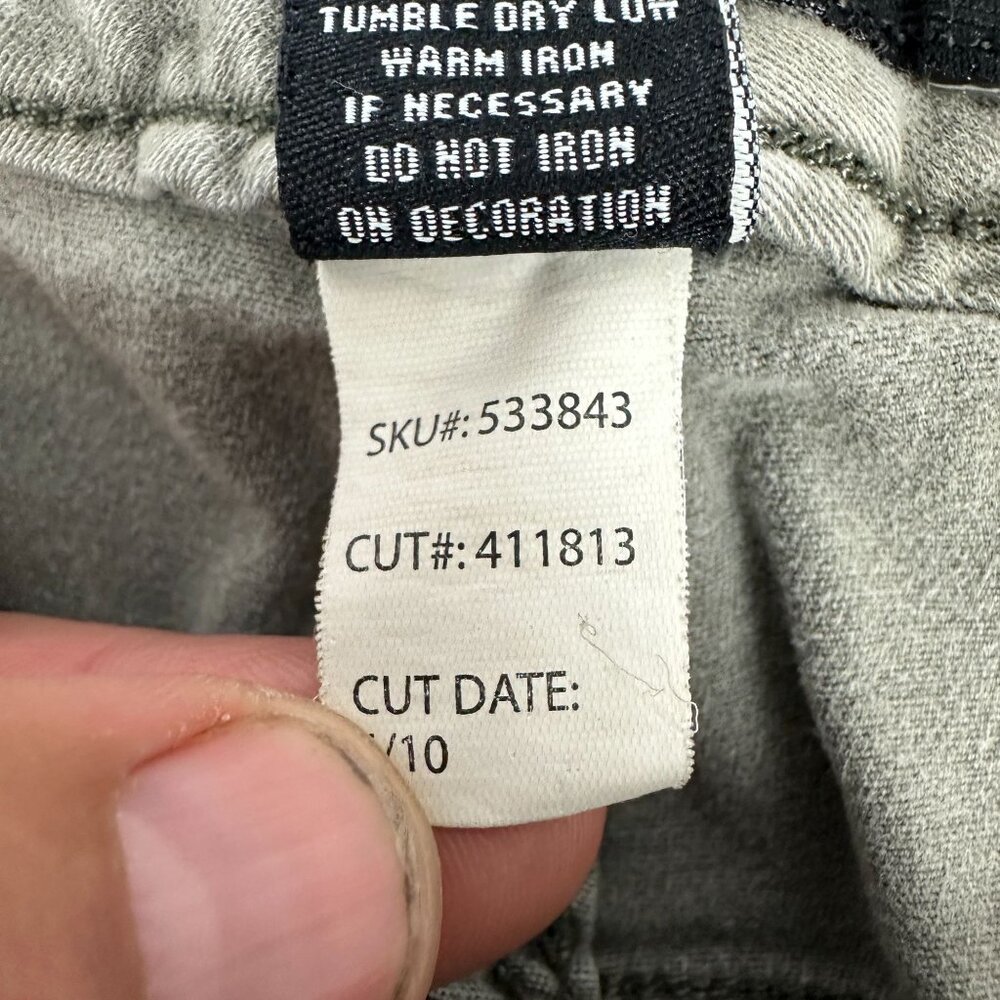 TUMBLE DRY LOW
WARM IRON
IF NECESSARY
DO NOT IRON
ON DECORATION
SKU#: 533843
CUT#: 411813
CUT DATE:
/10